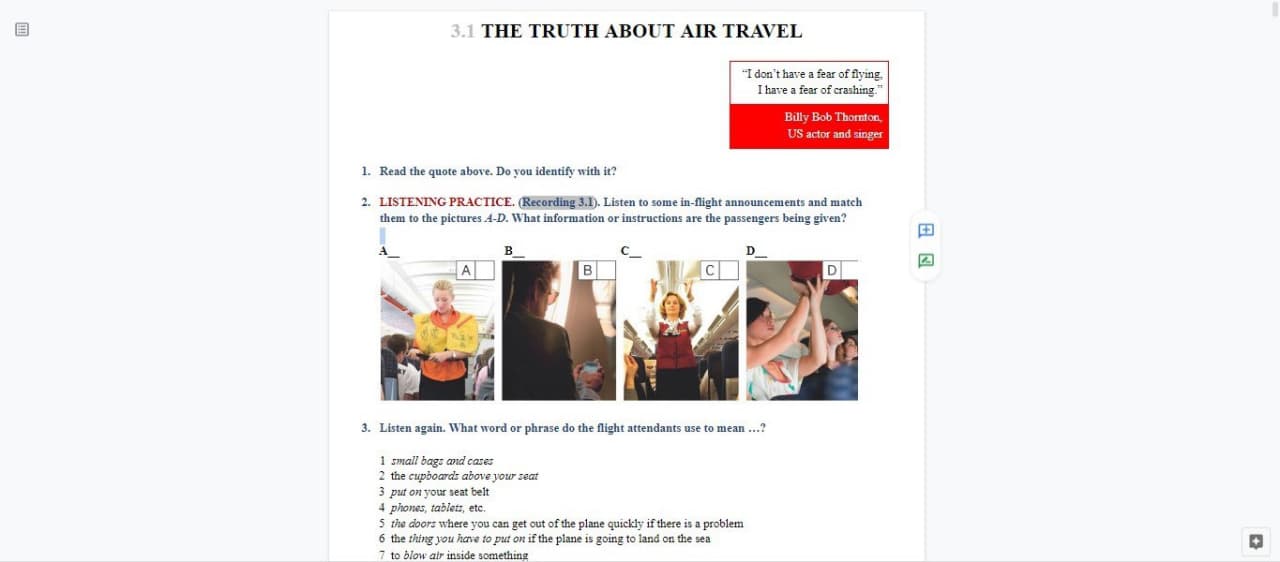 3.1 THE TRUTH ABOUT AIR TRAVEL
“I don’t have a fear of flying,
I have a fear of crashing.”
Billy Bob Thornton,
US actor and singer
1. Read the quote above. Do you identify with it?
2. LISTENING PRACTICE. (Recording 3.1). Listen to some in-flight announcements and match
them to the pictures A-D. What information or instructions are the passengers being given?
A__ B__ C__ D__
A B C D
3. Listen again. What word or phrase do the flight attendants use to mean …?
1 small bags and cases
2 the cupboards above your seat
3 put on your seat belt
4 phones, tablets, etc.
5 the doors where you can get out of the plane quickly if there is a problem
6 the thing you have to put on if the plane is going to land on the sea
7 to blow air inside something